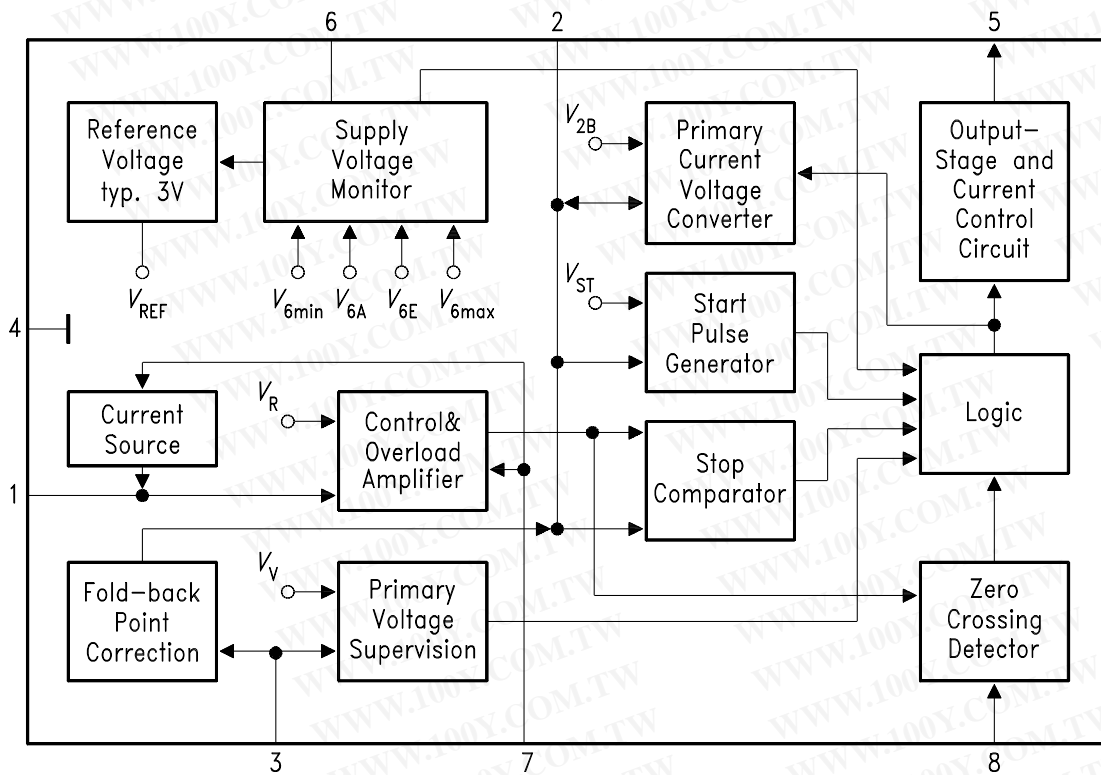 6
2
5
Reference
Voltage
typ. 3V
Supply
Voltage
Monitor
V2B
Primary
Current
Voltage
Converter
Output–
Stage and
Current
Control
Circuit
VREF
V6min
V6A
V6E
V6max
VST
Start
Pulse
Generator
4
Current
Source
VR
Control&
Overload
Amplifier
Logic
Stop
Comparator
1
Fold–back
Point
Correction
VV
Primary
Voltage
Supervision
Zero
Crossing
Detector
3
7
8
WWW.100Y.COM.TW